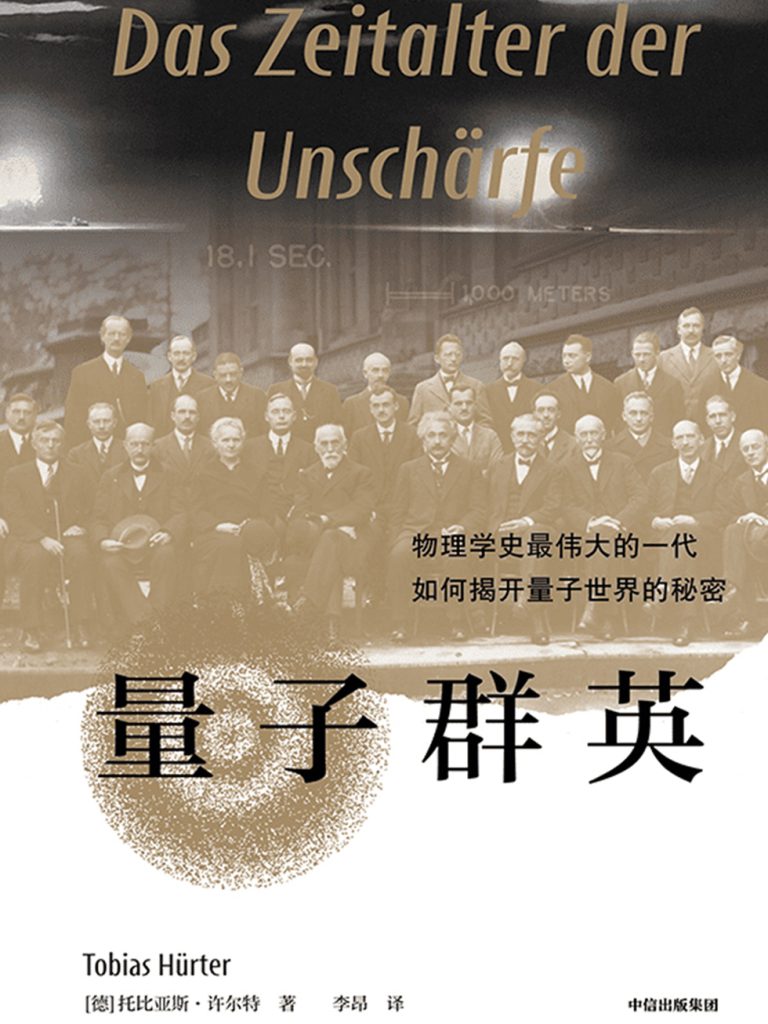 Das Zeitalter der
Unschärfe
18.1 SEC.
1000 METERS
物理学史最伟大的一代
如何揭开量子世界的秘密
量子群英
Tobias Hürter
[德]托比亚斯·许尔特 著 李昂 译
中信出版集团